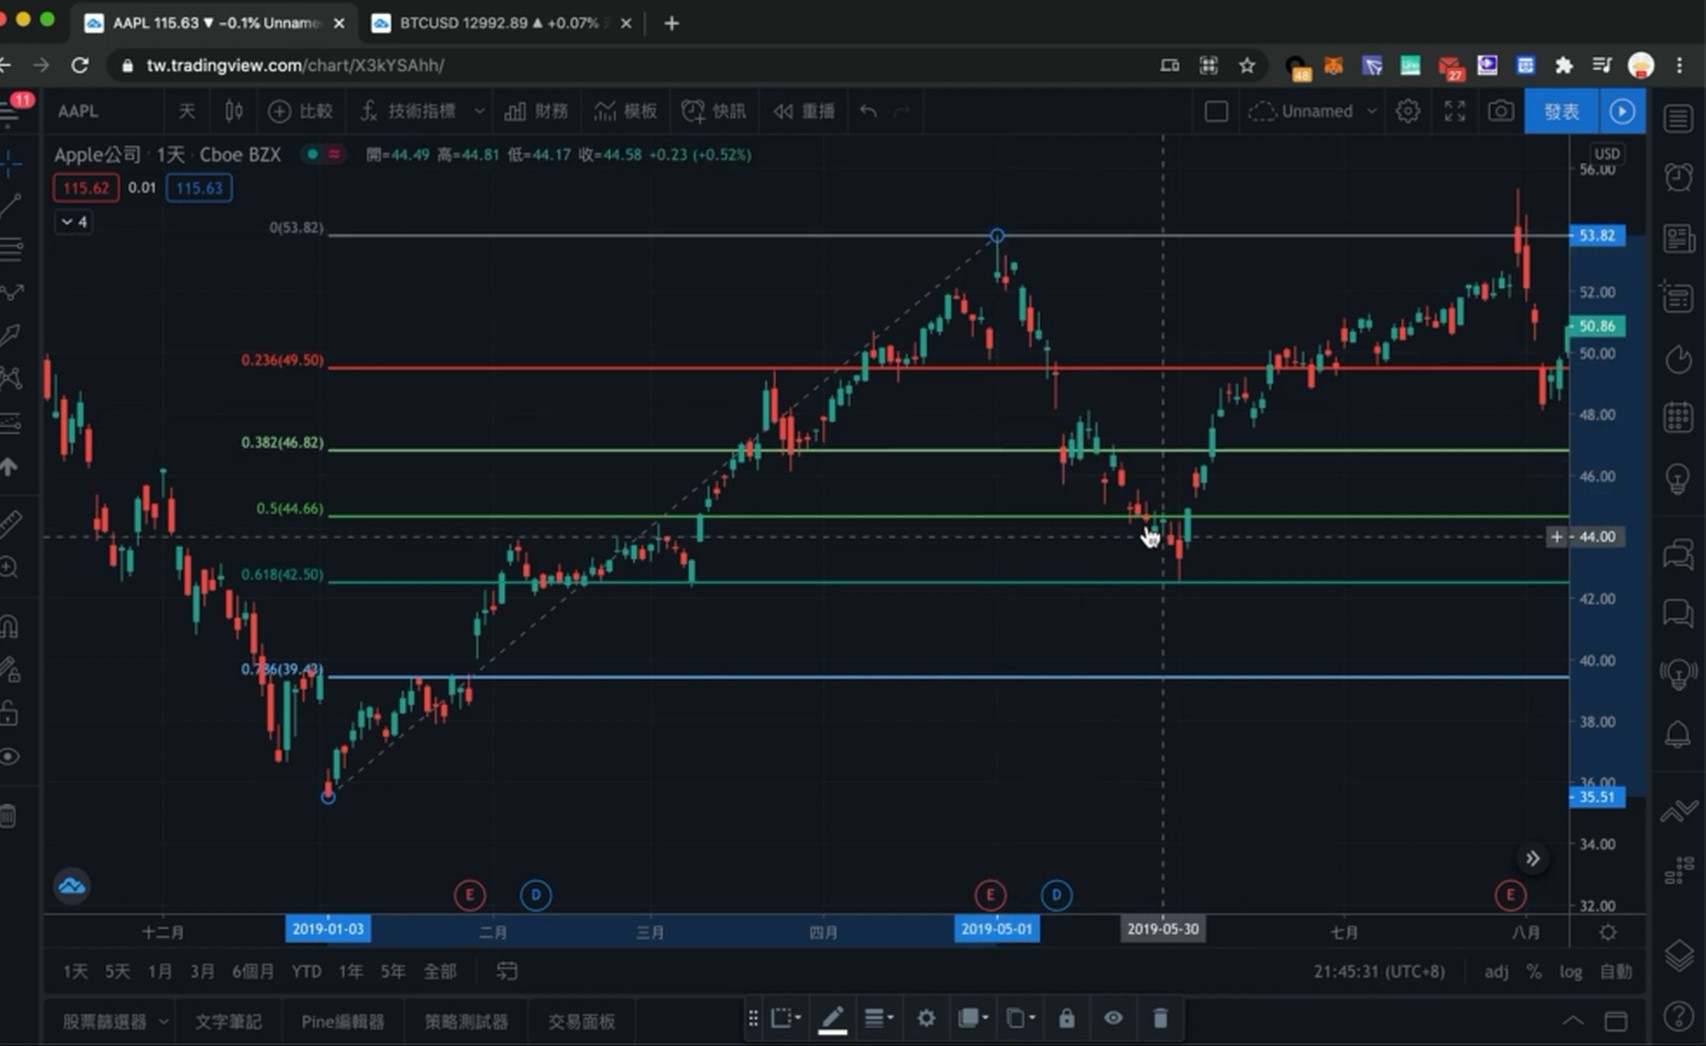 AAPL 115.63 ▼ −0.1% Unname
BTCUSD 12992.89 ▲ +0.07%
tw.tradingview.com/chart/X3kYSAhh/
48
27
11
AAPL
天
比較
技術指標
財務
模板
快訊
重播
Unnamed
發表
Apple公司 · 1天 · Cboe BZX
開=44.49 高=44.81 低=44.17 收=44.58 +0.23 (+0.52%)
USD
115.62 0.01 115.63
4
56.00
0(53.82)
53.82
52.00
50.86
50.00
0.236(49.50)
48.00
0.382(46.82)
46.00
0.5(44.66)
44.00
0.618(42.50)
42.00
40.00
0.786(39.43)
38.00
36.00
35.51
34.00
32.00
E D E D E
十二月 2019-01-03 二月 三月 四月 2019-05-01 2019-05-30 七月 八月
1天 5天 1月 3月 6個月 YTD 1年 5年 全部
21:45:31 (UTC+8) adj % log 自動
股票篩選器 文字筆記 Pine編輯器 策略測試器 交易面板